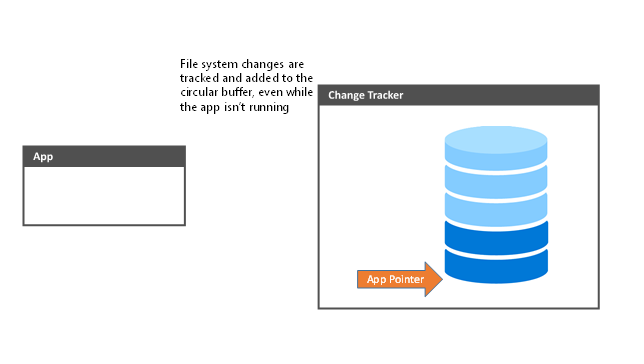 File system changes are
tracked and added to the
circular buffer, even while
the app isn't running
Change Tracker
App
App Pointer